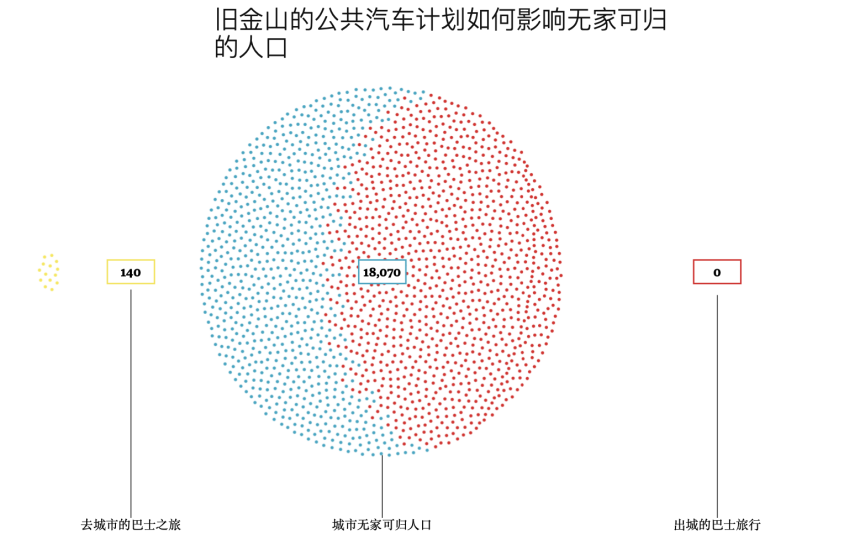 旧金山的公共汽车计划如何影响无家可归
的人口
140
18,070
0
去城市的巴士之旅
城市无家可归人口
出城的巴士旅行